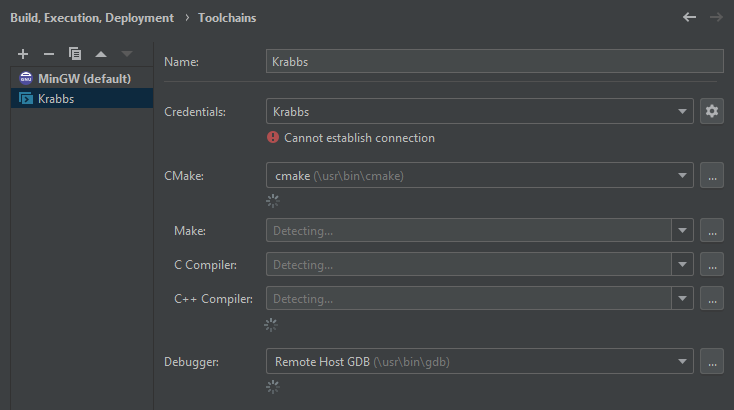 Build, Execution, Deployment › Toolchains
MinGW (default)
Krabbs
Name: Krabbs
Credentials: Krabbs
Cannot establish connection
CMake: cmake (\usr\bin\cmake) ...
Make: Detecting... ...
C Compiler: Detecting... ...
C++ Compiler: Detecting... ...
Debugger: Remote Host GDB (\usr\bin\gdb) ...